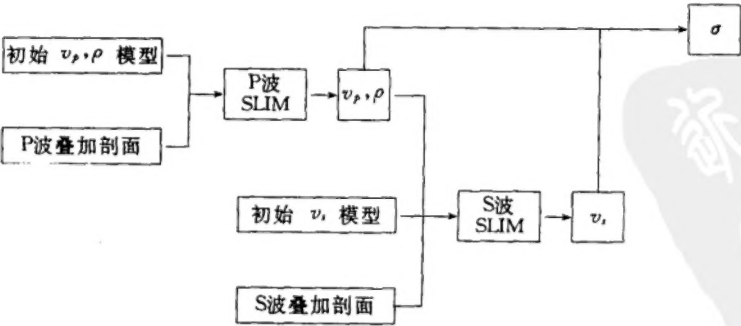 σ
初始 vₚ,ρ 模型
P波
SLIM
vₚ,ρ
P波叠加剖面
初始 vₛ 模型
S波
SLIM
vₛ
S波叠加剖面